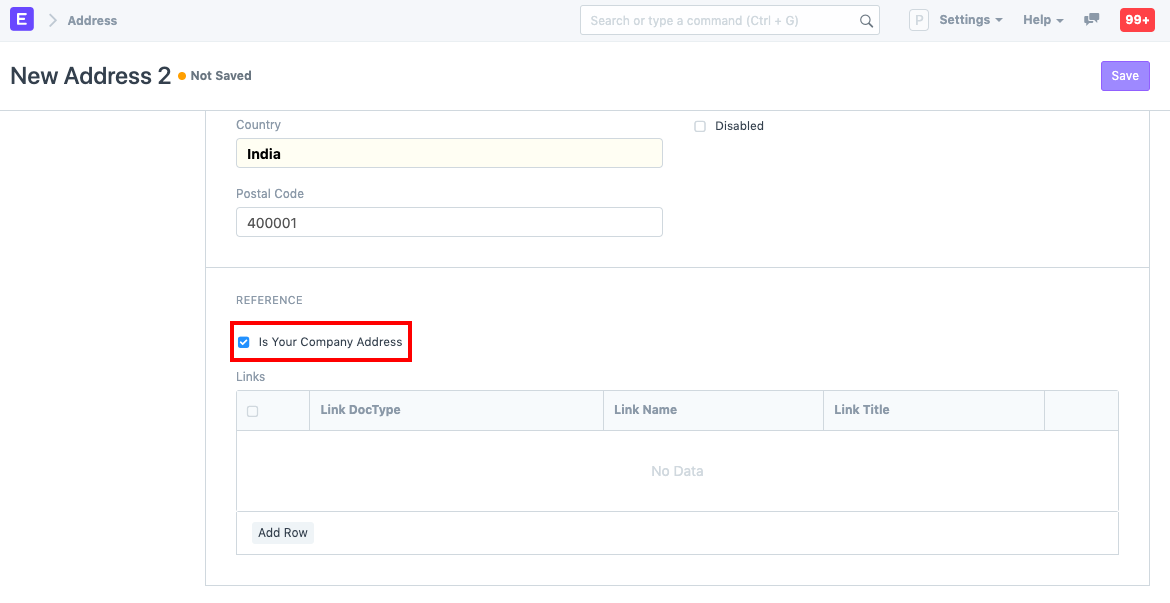 E Address Search or type a command (Ctrl + G) P Settings Help 99+
New Address 2 Not Saved Save
Country Disabled
India
Postal Code
400001
REFERENCE
Is Your Company Address
Links
Link DocType Link Name Link Title
No Data
Add Row